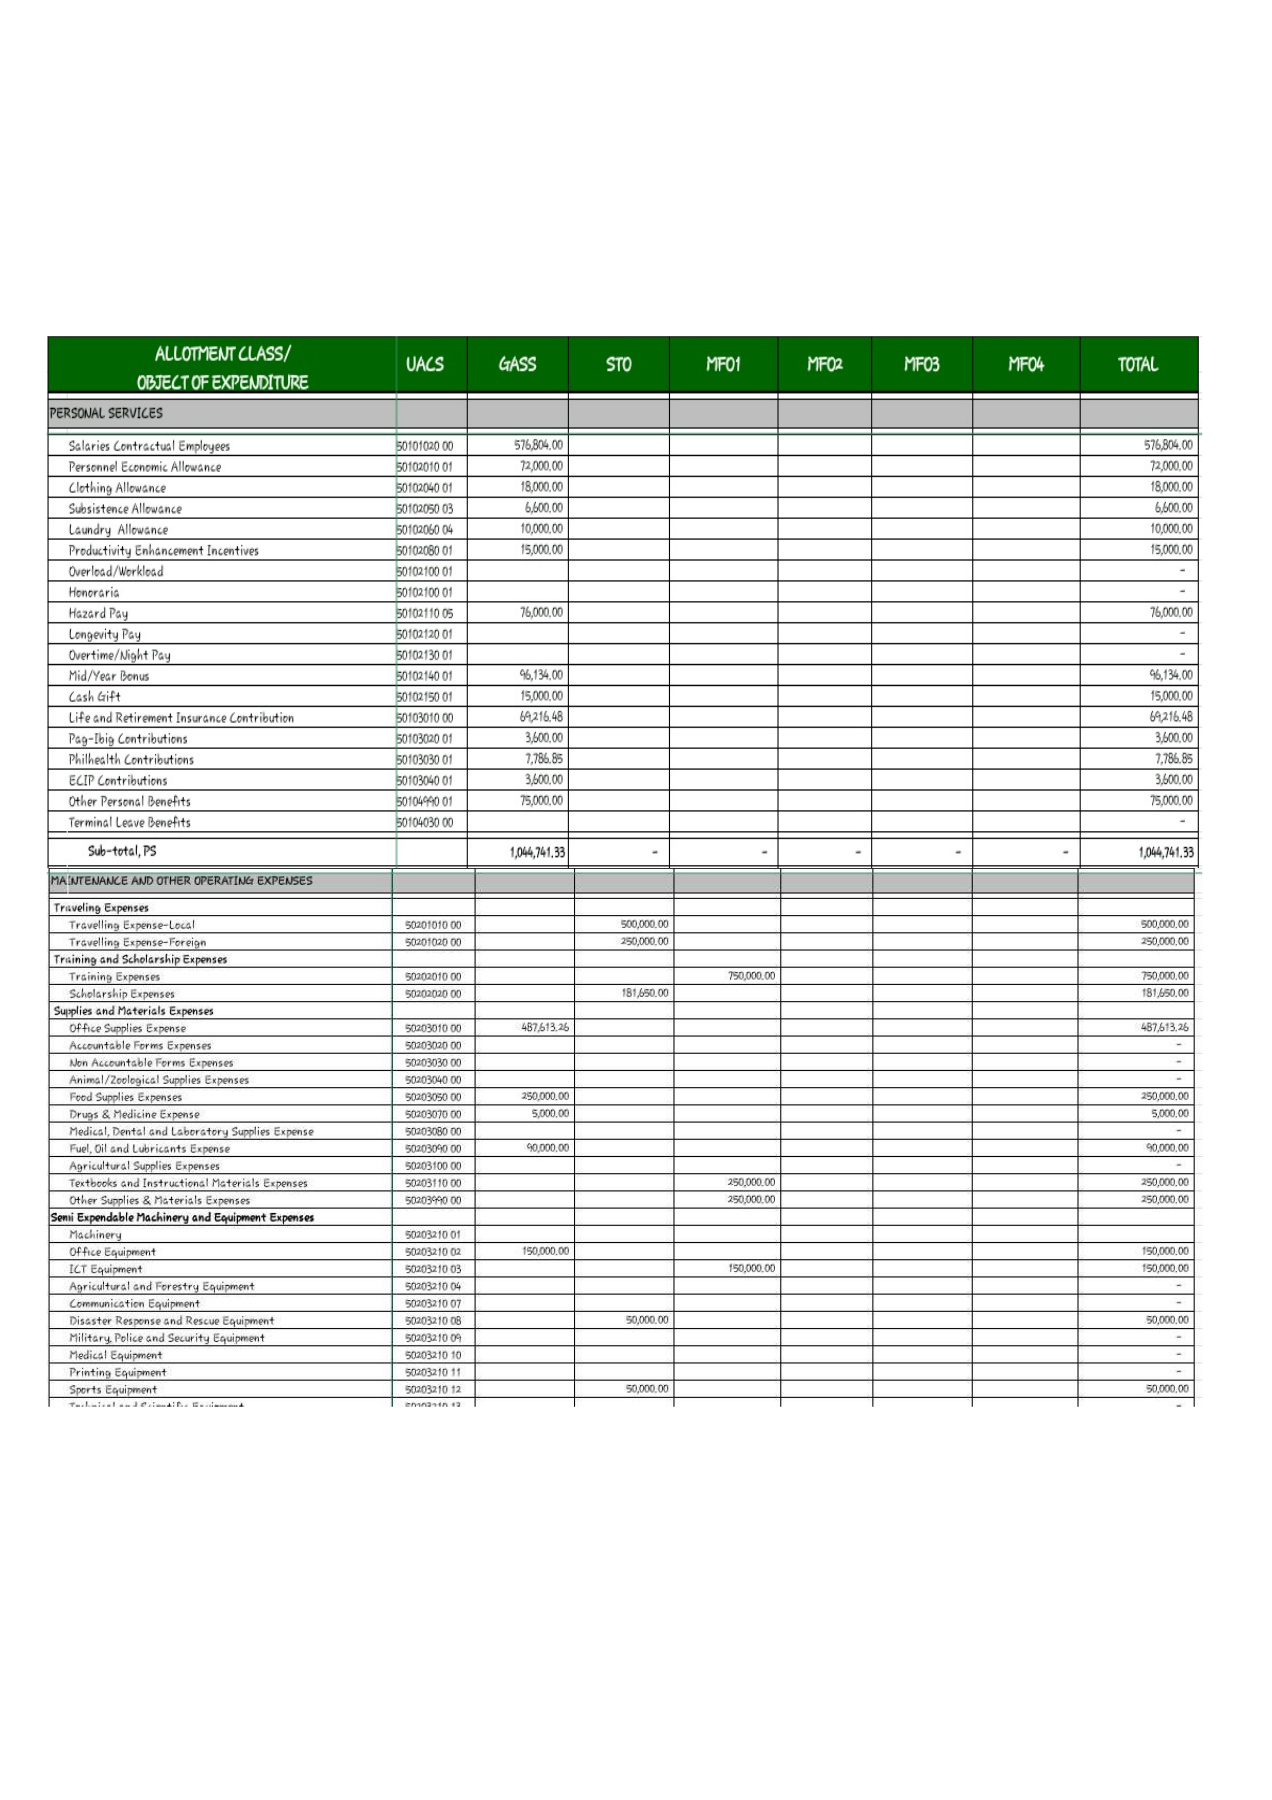 ALLOTMENT CLASS/
OBJECT OF EXPENDITURE UACS GASS STO MFO1 MFO2 MFO3 MFO4 TOTAL
PERSONAL SERVICES
Salaries Contractual Employees 50101020 00 576,804.00 576,804.00
Personnel Economic Allowance 50102010 01 72,000.00 72,000.00
Clothing Allowance 50102040 01 18,000.00 18,000.00
Subsistence Allowance 50102050 03 6,600.00 6,600.00
Laundry Allowance 50102060 04 10,000.00 10,000.00
Productivity Enhancement Incentives 50102080 01 15,000.00 15,000.00
Overload/Workload 50102100 01 -
Honoraria 50102100 01 -
Hazard Pay 50102110 05 76,000.00 76,000.00
Longevity Pay 50102120 01 -
Overtime/Night Pay 50102130 01 -
Mid/Year Bonus 50102140 01 96,134.00 96,134.00
Cash Gift 50102150 01 15,000.00 15,000.00
Life and Retirement Insurance Contribution 50103010 00 69,216.48 69,216.48
Pag-Ibig Contributions 50103020 01 3,600.00 3,600.00
Philhealth Contributions 50103030 01 7,786.85 7,786.85
ECIP Contributions 50103040 01 3,600.00 3,600.00
Other Personal Benefits 50104990 01 75,000.00 75,000.00
Terminal Leave Benefits 50104030 00 -
Sub-total, PS 1,044,741.33 - - - - - 1,044,741.33
MAINTENANCE AND OTHER OPERATING EXPENSES
Traveling Expenses
Travelling Expense-Local 50201010 00 500,000.00 500,000.00
Travelling Expense-Foreign 50201020 00 250,000.00 250,000.00
Training and Scholarship Expenses
Training Expenses 50202010 00 750,000.00 750,000.00
Scholarship Expenses 50202020 00 181,650.00 181,650.00
Supplies and Materials Expenses
Office Supplies Expense 50203010 00 487,613.26 487,613.26
Accountable Forms Expenses 50203020 00 -
Non Accountable Forms Expenses 50203030 00 -
Animal/Zoological Supplies Expenses 50203040 00 -
Food Supplies Expenses 50203050 00 250,000.00 250,000.00
Drugs & Medicine Expense 50203070 00 5,000.00 5,000.00
Medical, Dental and Laboratory Supplies Expense 50203080 00 -
Fuel, Oil and Lubricants Expense 50203090 00 90,000.00 90,000.00
Agricultural Supplies Expenses 50203100 00 -
Textbooks and Instructional Materials Expenses 50203110 00 250,000.00 250,000.00
Other Supplies & Materials Expenses 50203990 00 250,000.00 250,000.00
Semi Expendable Machinery and Equipment Expenses
Machinery 50203210 01
Office Equipment 50203210 02 150,000.00 150,000.00
ICT Equipment 50203210 03 150,000.00 150,000.00
Agricultural and Forestry Equipment 50203210 04 -
Communication Equipment 50203210 07 -
Disaster Response and Rescue Equipment 50203210 08 50,000.00 50,000.00
Military, Police and Security Equipment 50203210 09 -
Medical Equipment 50203210 10 -
Printing Equipment 50203210 11 -
Sports Equipment 50203210 12 50,000.00 50,000.00
Technical and Scientific Equipment 50203210 13 -